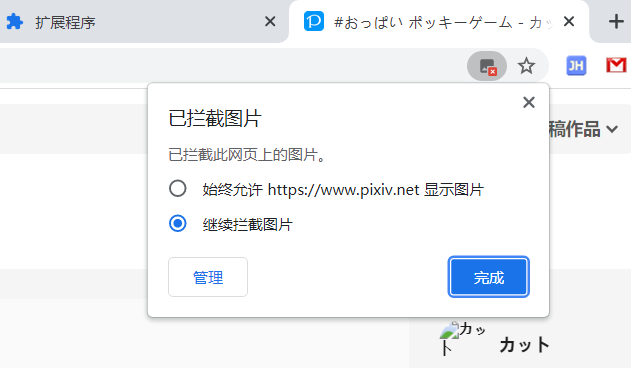 扩展程序
#おっぱい ポッキーゲーム - カッ
JH
已拦截图片
稿作品
已拦截此网页上的图片。
始终允许 https://www.pixiv.net 显示图片
继续拦截图片
管理
完成
カット
カット